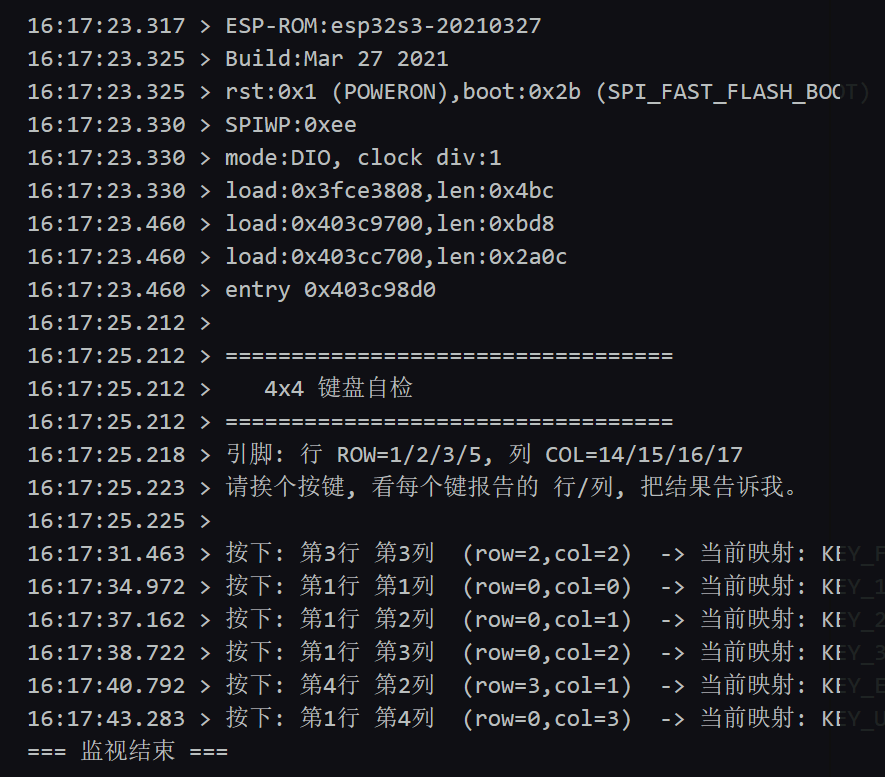 16:17:23.317 > ESP-ROM:esp32s3-20210327
16:17:23.325 > Build:Mar 27 2021
16:17:23.325 > rst:0x1 (POWERON),boot:0x2b (SPI_FAST_FLASH_BOOT)
16:17:23.330 > SPIWP:0xee
16:17:23.330 > mode:DIO, clock div:1
16:17:23.330 > load:0x3fce3808,len:0x4bc
16:17:23.460 > load:0x403c9700,len:0xbd8
16:17:23.460 > load:0x403cc700,len:0x2a0c
16:17:23.460 > entry 0x403c98d0
16:17:25.212 >
16:17:25.212 > ==================================
16:17:25.212 >    4x4 键盘自检
16:17:25.212 > ==================================
16:17:25.218 > 引脚: 行 ROW=1/2/3/5, 列 COL=14/15/16/17
16:17:25.223 > 请挨个按键, 看每个键报告的 行/列, 把结果告诉我。
16:17:25.225 >
16:17:31.463 > 按下: 第3行 第3列  (row=2,col=2)  -> 当前映射: KEY_F
16:17:34.972 > 按下: 第1行 第1列  (row=0,col=0)  -> 当前映射: KEY_1
16:17:37.162 > 按下: 第1行 第2列  (row=0,col=1)  -> 当前映射: KEY_2
16:17:38.722 > 按下: 第1行 第3列  (row=0,col=2)  -> 当前映射: KEY_3
16:17:40.792 > 按下: 第4行 第2列  (row=3,col=1)  -> 当前映射: KEY_E
16:17:43.283 > 按下: 第1行 第4列  (row=0,col=3)  -> 当前映射: KEY_U
=== 监视结束 ===